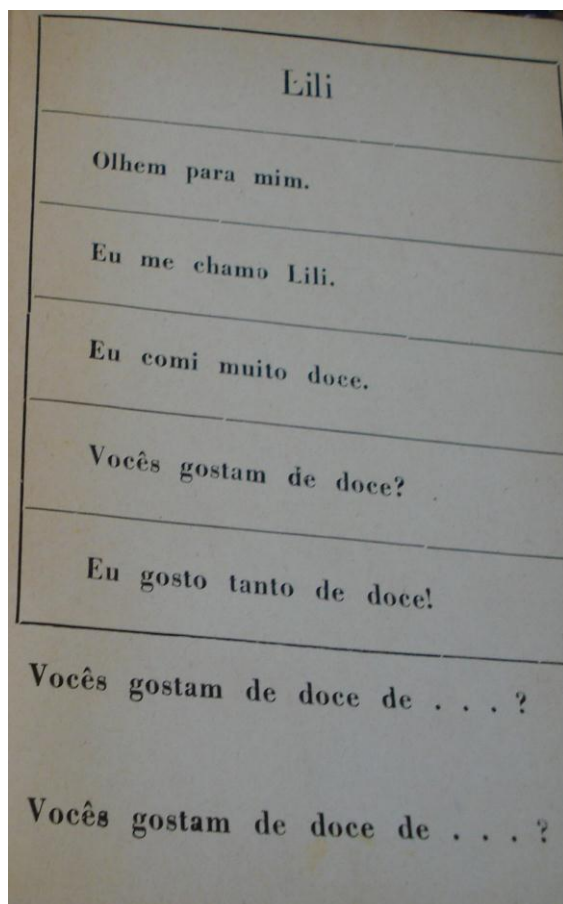 Lili
Olhem para mim.
Eu me chamo Lili.
Eu comi muito doce.
Vocês gostam de doce?
Eu gosto tanto de doce!
Vocês gostam de doce de . . . ?
Vocês gostam de doce de . . . ?